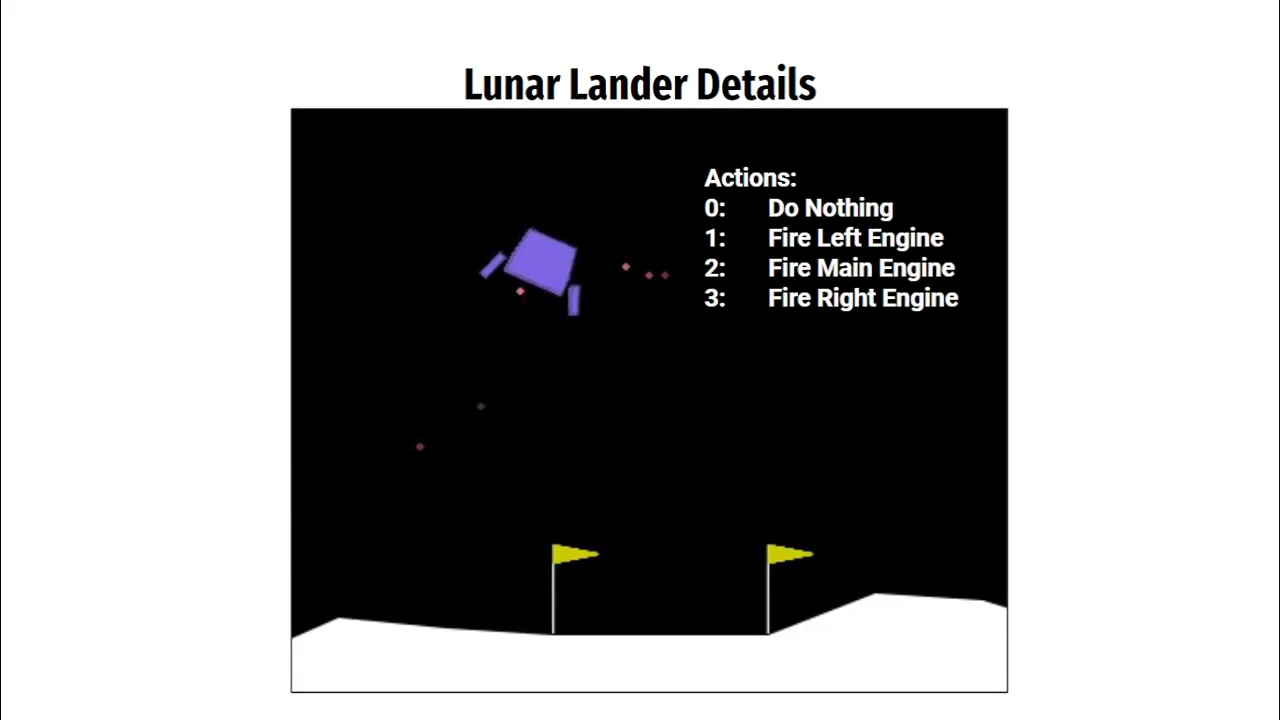 Lunar Lander Details
Actions:
0: Do Nothing
1: Fire Left Engine
2: Fire Main Engine
3: Fire Right Engine